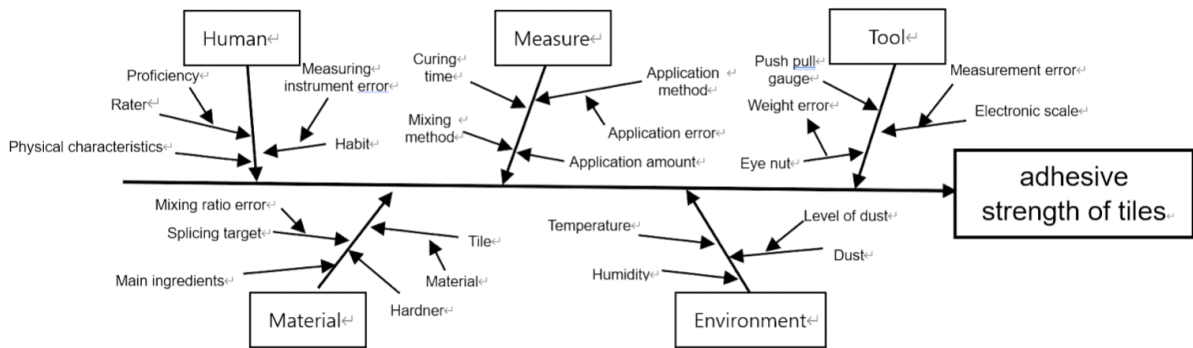 Human
Measure
Tool
Proficiency
Rater
Physical characteristics
Measuring
instrument error
Habit
Curing
time
Mixing
method
Application
method
Application error
Application amount
Push pull
gauge
Weight error
Eye nut
Measurement error
Electronic scale
adhesive
strength of tiles
Mixing ratio error
Splicing target
Main ingredients
Tile
Material
Hardner
Temperature
Humidity
Level of dust
Dust
Material
Environment